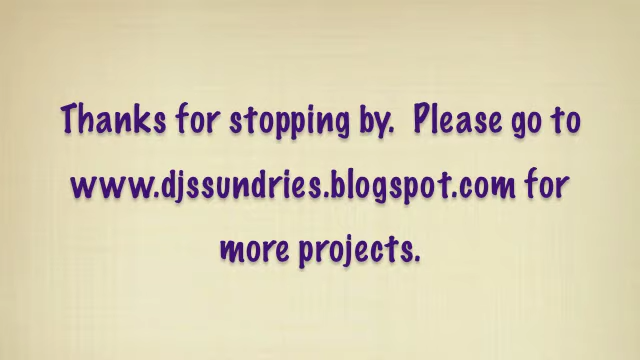 Thanks for stopping by.  Please go to
www.djssundries.blogspot.com for
more projects.